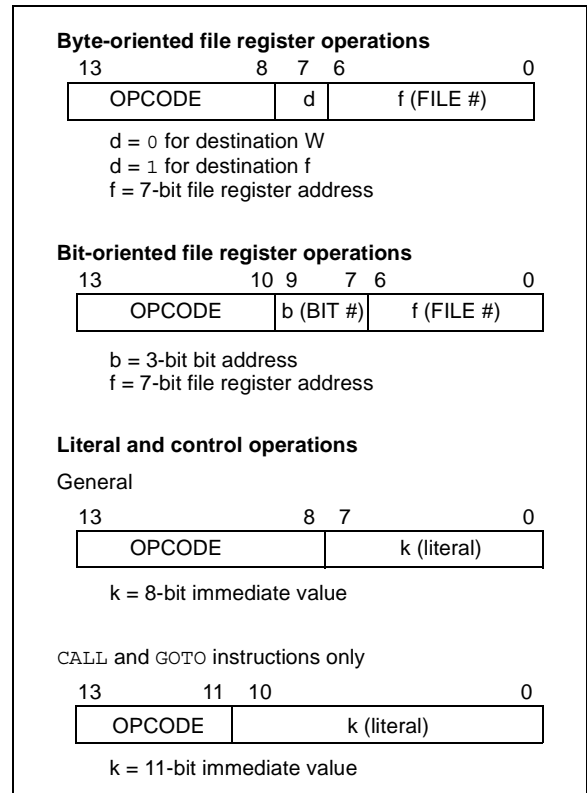 Byte-oriented file register operations
13 8 7 6 0
OPCODE d f (FILE #)
d = 0 for destination W
d = 1 for destination f
f = 7-bit file register address
Bit-oriented file register operations
13 10 9 7 6 0
OPCODE b (BIT #) f (FILE #)
b = 3-bit bit address
f = 7-bit file register address
Literal and control operations
General
13 8 7 0
OPCODE k (literal)
k = 8-bit immediate value
CALL and GOTO instructions only
13 11 10 0
OPCODE k (literal)
k = 11-bit immediate value